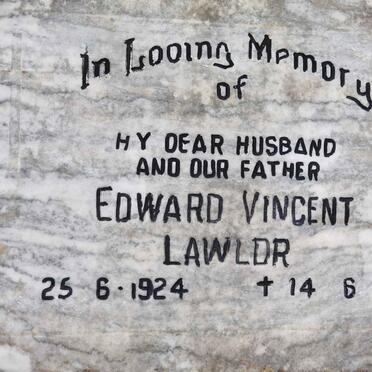 In Looing Memory
of
HY DEAR HUSBAND
AND OUR FATHER
EDWARD VINCENT
LAWLDR
25 6·1924 ✝ 14 6